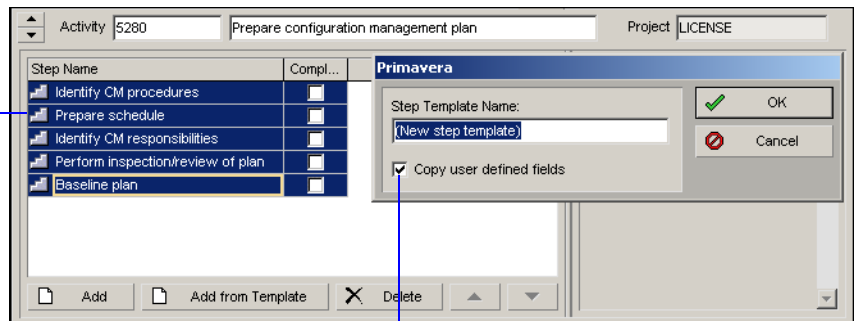 Activity 5280 Prepare configuration management plan Project LICENSE
Step Name Compl...
Identify CM procedures
Prepare schedule
Identify CM responsibilities
Perform inspection/review of plan
Baseline plan
Primavera
Step Template Name:
(New step template)
Copy user defined fields
OK
Cancel
Add Add from Template Delete